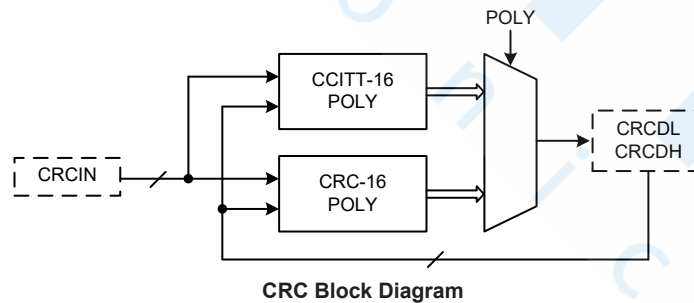 POLY
CCITT-16
POLY
CRCDL
CRCDH
CRCIN
CRC-16
POLY
CRC Block Diagram